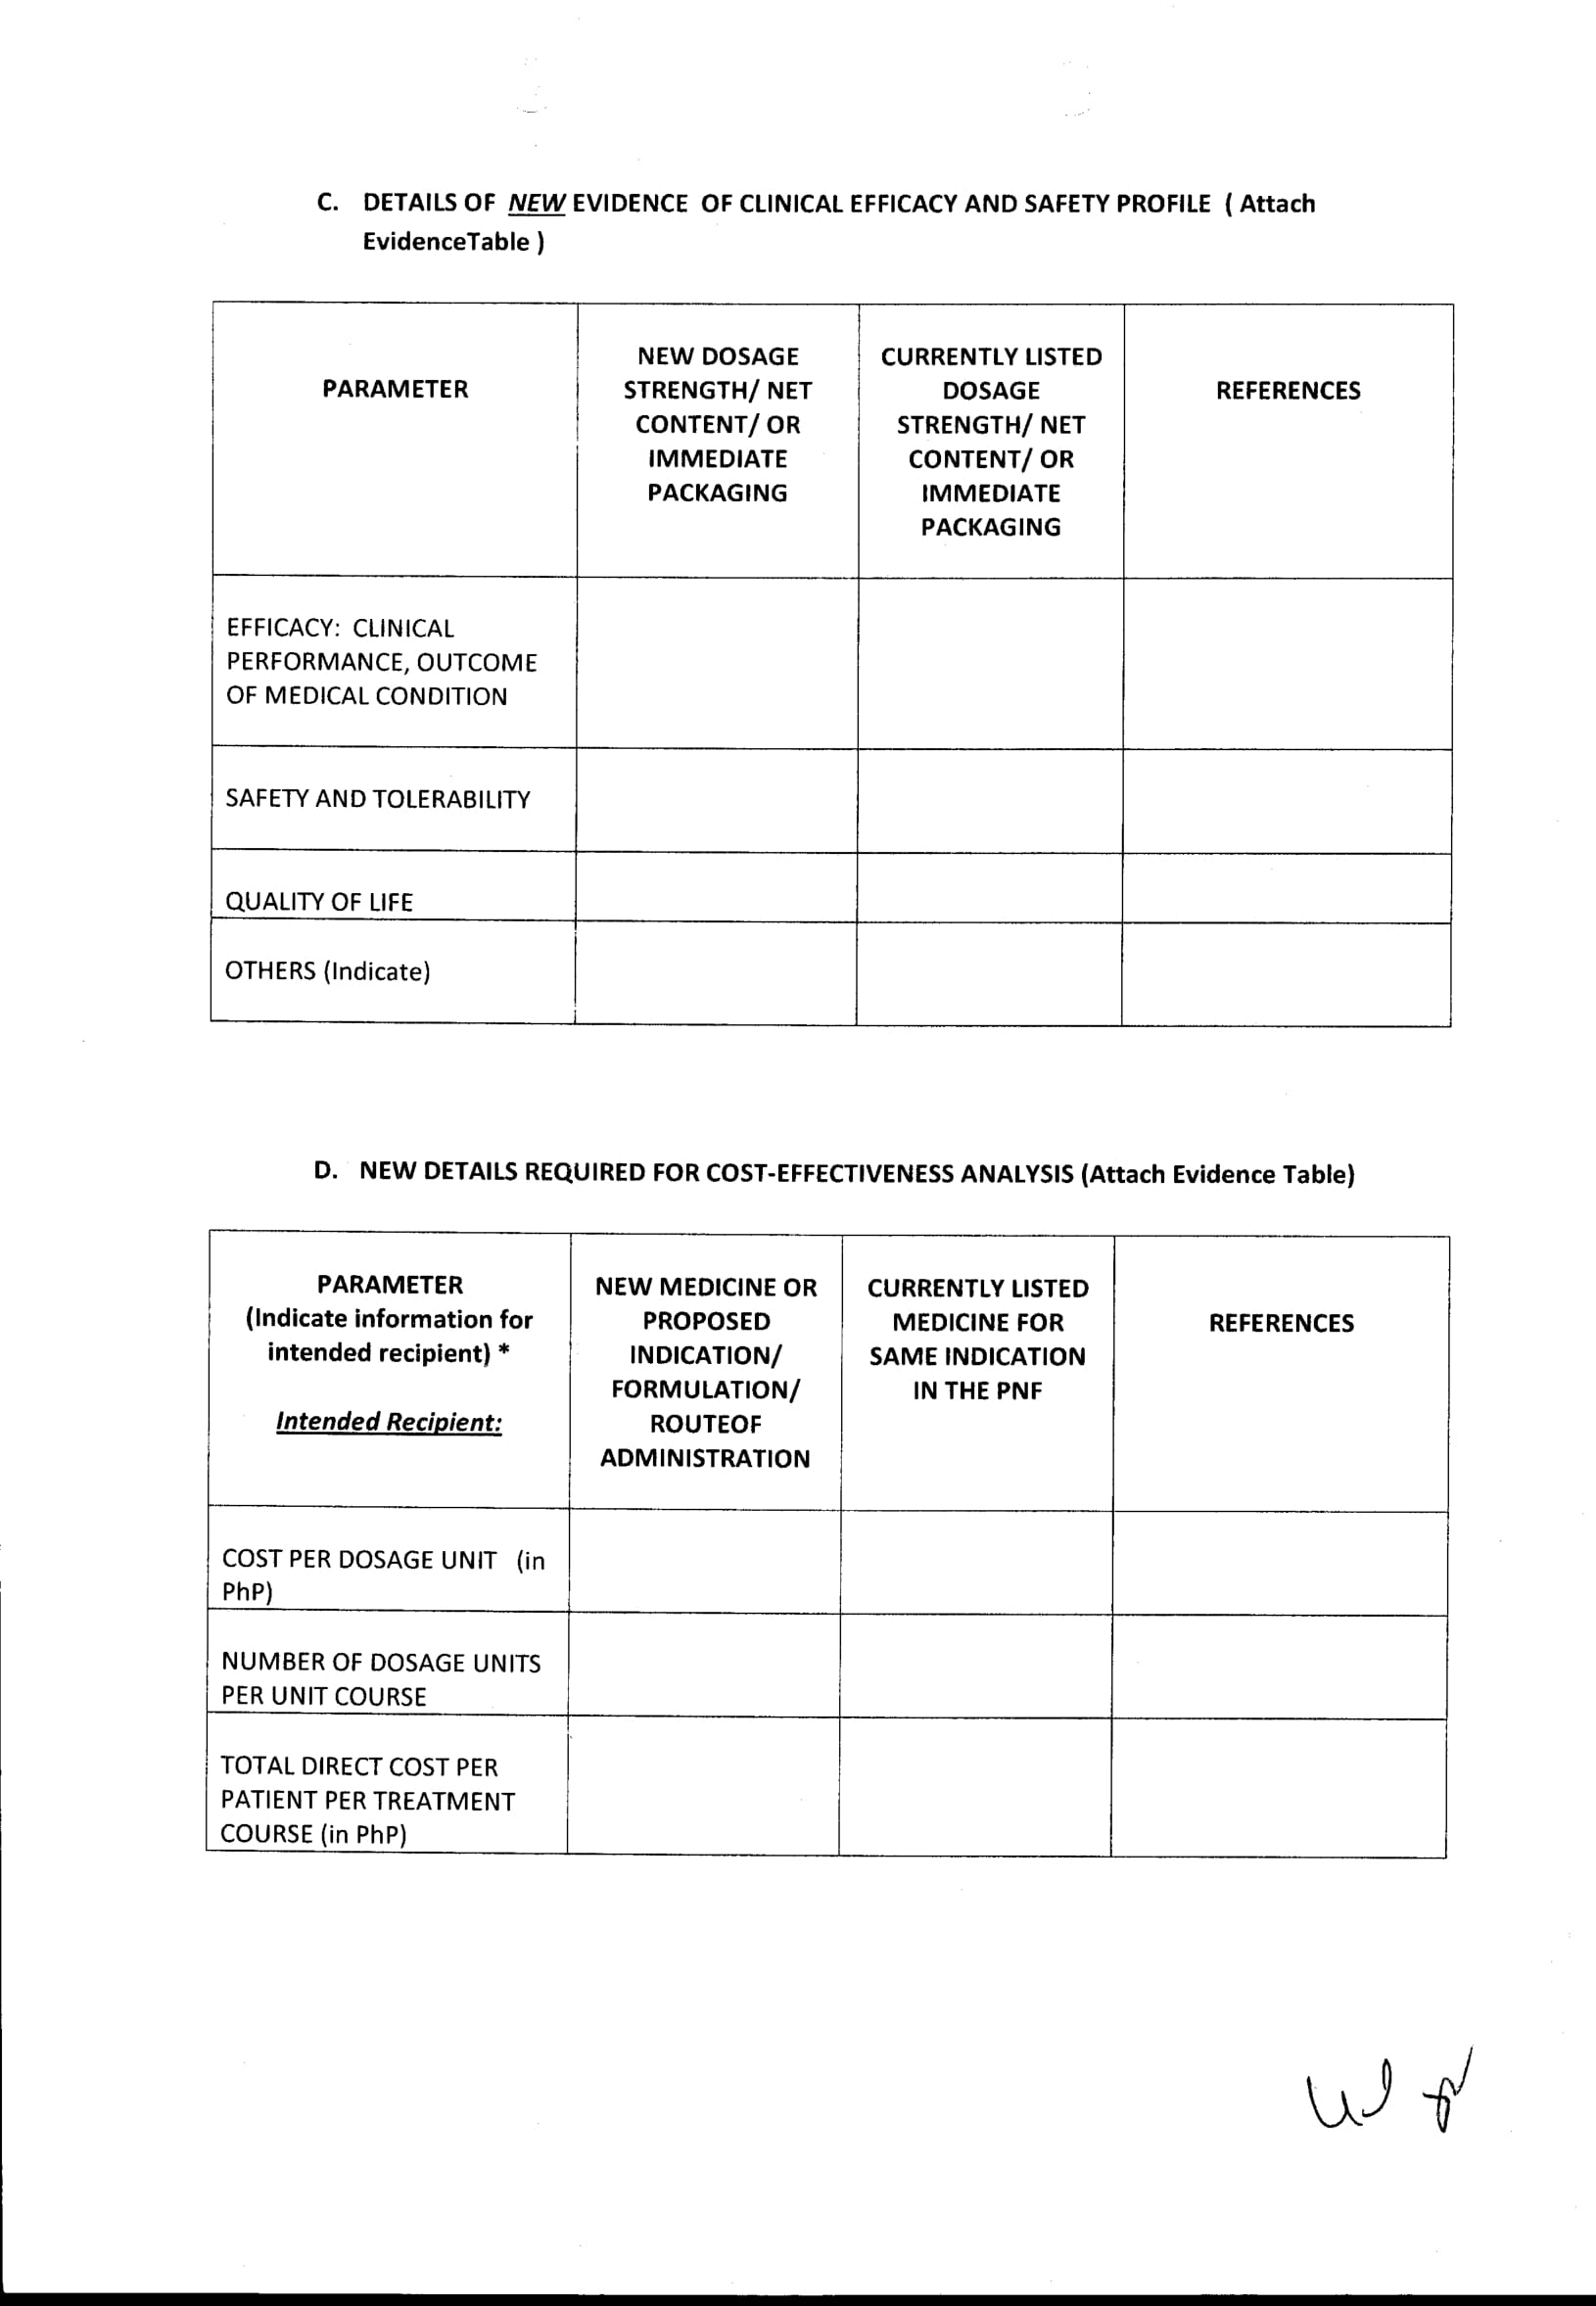 C. DETAILS OF NEW EVIDENCE OF CLINICAL EFFICACY AND SAFETY PROFILE ( Attach
EvidenceTable )
PARAMETER
NEW DOSAGE
STRENGTH/ NET
CONTENT/ OR
IMMEDIATE
PACKAGING
CURRENTLY LISTED
DOSAGE
STRENGTH/ NET
CONTENT/ OR
IMMEDIATE
PACKAGING
REFERENCES
EFFICACY: CLINICAL
PERFORMANCE, OUTCOME
OF MEDICAL CONDITION
SAFETY AND TOLERABILITY
QUALITY OF LIFE
OTHERS (Indicate)
D. NEW DETAILS REQUIRED FOR COST-EFFECTIVENESS ANALYSIS (Attach Evidence Table)
PARAMETER
(Indicate information for
intended recipient) *
Intended Recipient:
NEW MEDICINE OR
PROPOSED
INDICATION/
FORMULATION/
ROUTEOF
ADMINISTRATION
CURRENTLY LISTED
MEDICINE FOR
SAME INDICATION
IN THE PNF
REFERENCES
COST PER DOSAGE UNIT (in
PhP)
NUMBER OF DOSAGE UNITS
PER UNIT COURSE
TOTAL DIRECT COST PER
PATIENT PER TREATMENT
COURSE (in PhP)